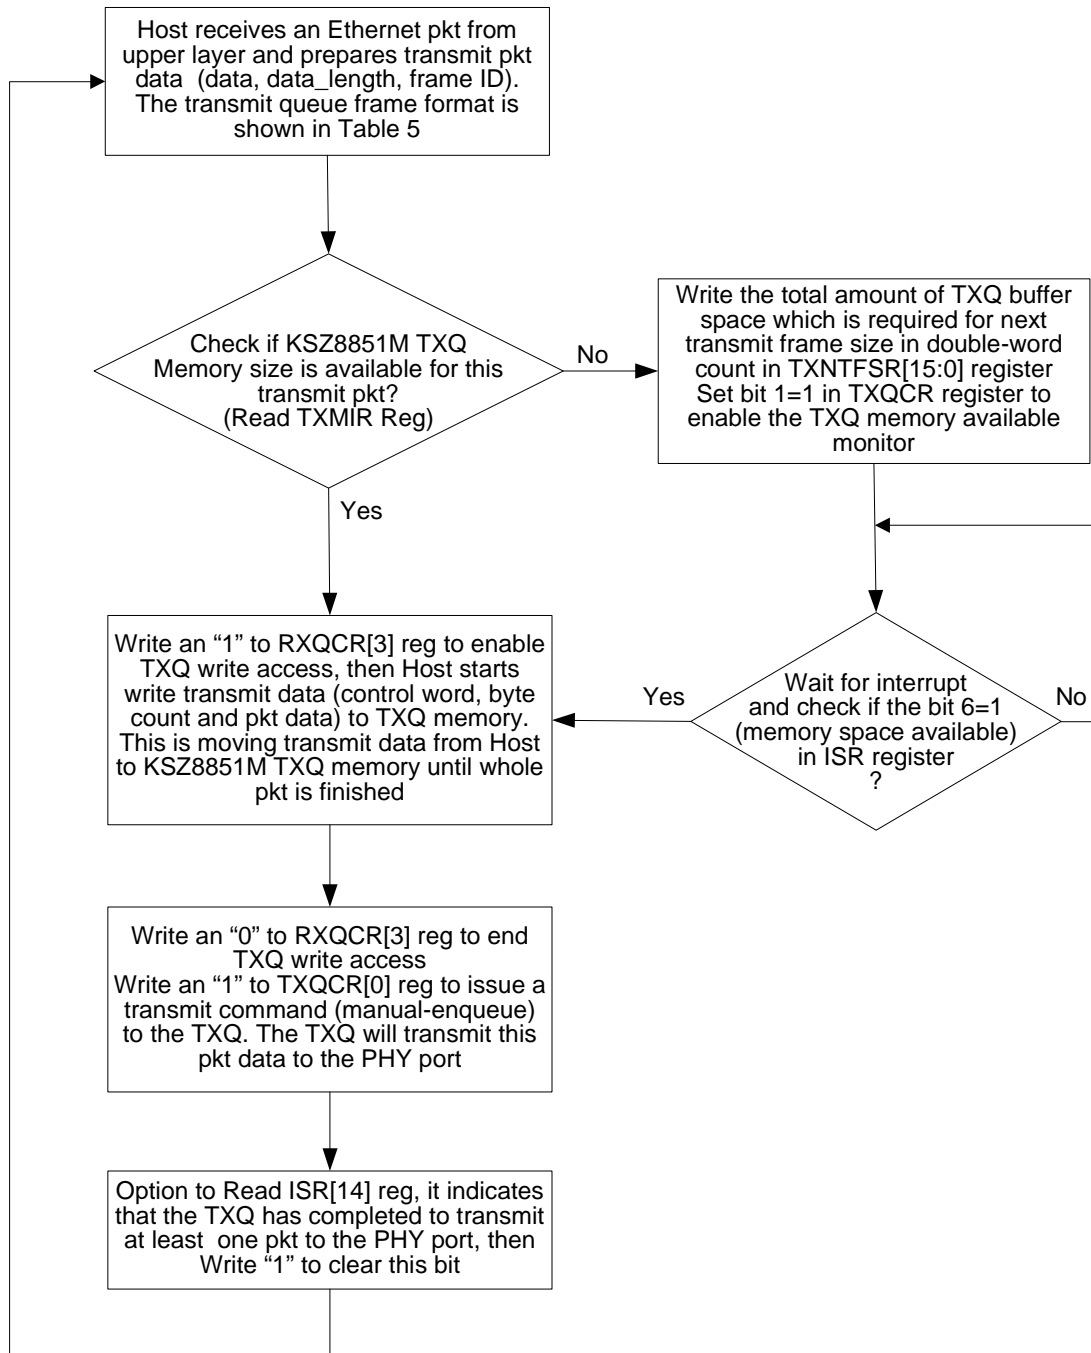 Host receives an Ethernet pkt from
upper layer and prepares transmit pkt
data (data, data_length, frame ID).
The transmit queue frame format is
shown in Table 5
Check if KSZ8851M TXQ
Memory size is available for this
transmit pkt?
(Read TXMIR Reg)
No
Yes
Write the total amount of TXQ buffer
space which is required for next
transmit frame size in double-word
count in TXNTFSR[15:0] register
Set bit 1=1 in TXQCR register to
enable the TXQ memory available
monitor
Wait for interrupt
and check if the bit 6=1
(memory space available)
in ISR register
?
Yes
No
Write an “1” to RXQCR[3] reg to enable
TXQ write access, then Host starts
write transmit data (control word, byte
count and pkt data) to TXQ memory.
This is moving transmit data from Host
to KSZ8851M TXQ memory until whole
pkt is finished
Write an “0” to RXQCR[3] reg to end
TXQ write access
Write an “1” to TXQCR[0] reg to issue a
transmit command (manual-enqueue)
to the TXQ. The TXQ will transmit this
pkt data to the PHY port
Option to Read ISR[14] reg, it indicates
that the TXQ has completed to transmit
at least one pkt to the PHY port, then
Write “1” to clear this bit